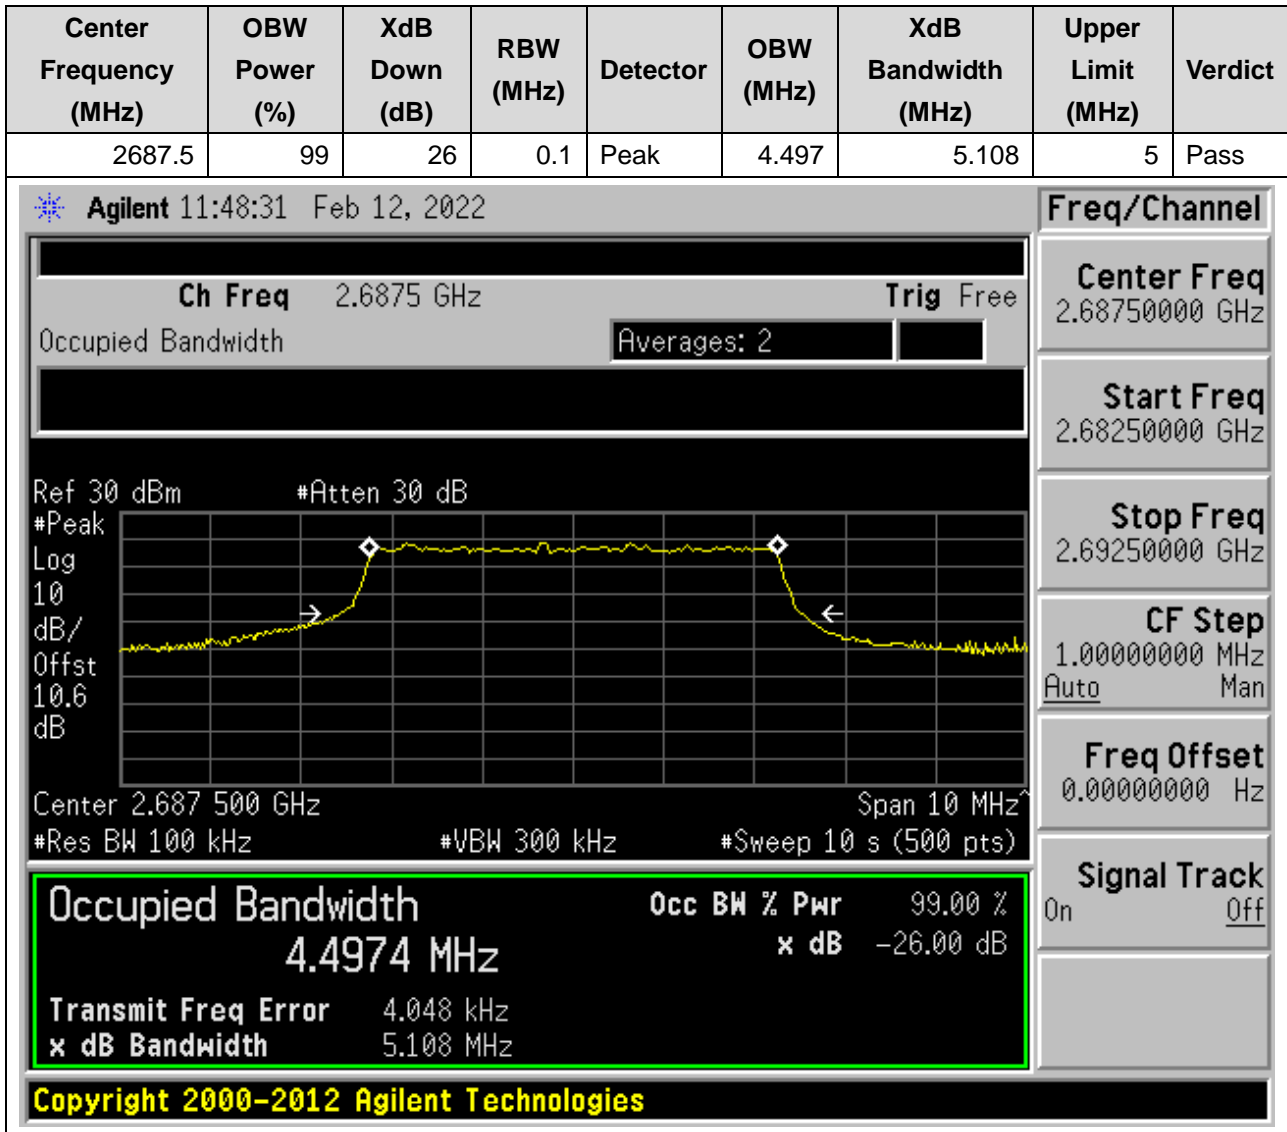 Center Frequency (MHz) OBW Power (%) XdB Down (dB) RBW (MHz) Detector OBW (MHz) XdB Bandwidth (MHz) Upper Limit (MHz) Verdict
2687.5 99 26 0.1 Peak 4.497 5.108 5 Pass
Agilent 11:48:31 Feb 12, 2022
Freq/Channel
Ch Freq 2.6875 GHz Trig Free
Occupied Bandwidth Averages: 2
Center Freq
2.68750000 GHz
Start Freq
2.68250000 GHz
Stop Freq
2.69250000 GHz
CF Step
1.00000000 MHz
Auto Man
Freq Offset
0.00000000 Hz
Signal Track
On Off
Ref 30 dBm #Atten 30 dB
#Peak
Log
10
dB/
Offst
10.6
dB
Center 2.687 500 GHz Span 10 MHz^
#Res BW 100 kHz #VBW 300 kHz #Sweep 10 s (500 pts)
Occupied Bandwidth Occ BW % Pwr 99.00 %
4.4974 MHz x dB -26.00 dB
Transmit Freq Error 4.048 kHz
x dB Bandwidth 5.108 MHz
Copyright 2000-2012 Agilent Technologies